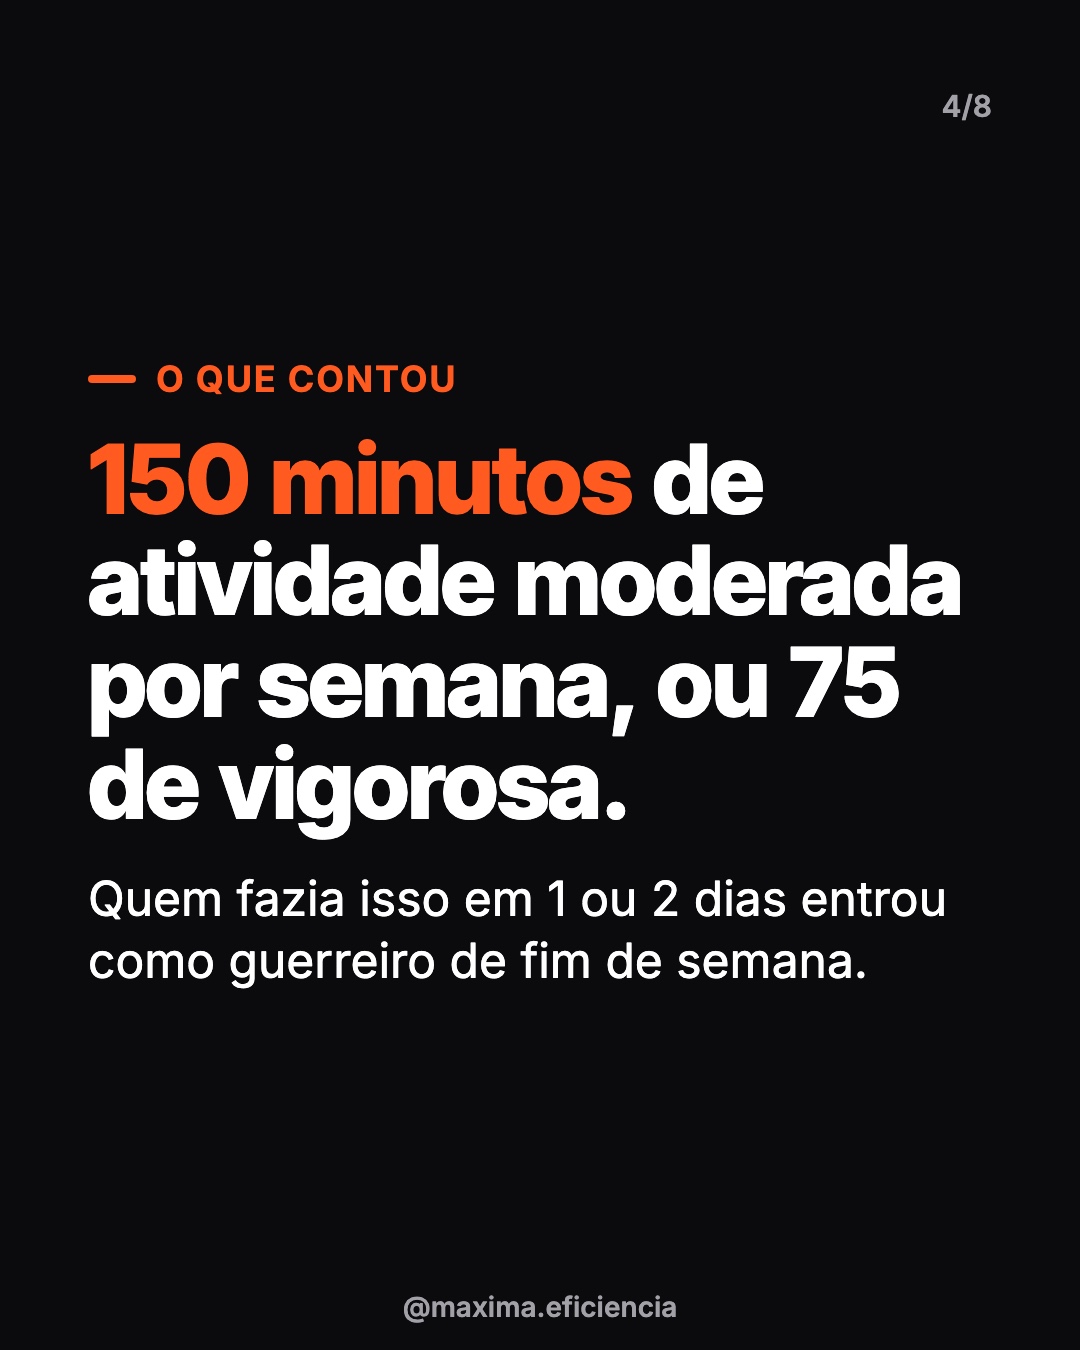 4/8
O QUE CONTOU
150 minutos de
atividade moderada
por semana, ou 75
de vigorosa.
Quem fazia isso em 1 ou 2 dias entrou
como guerreiro de fim de semana.
@maxima.eficiencia